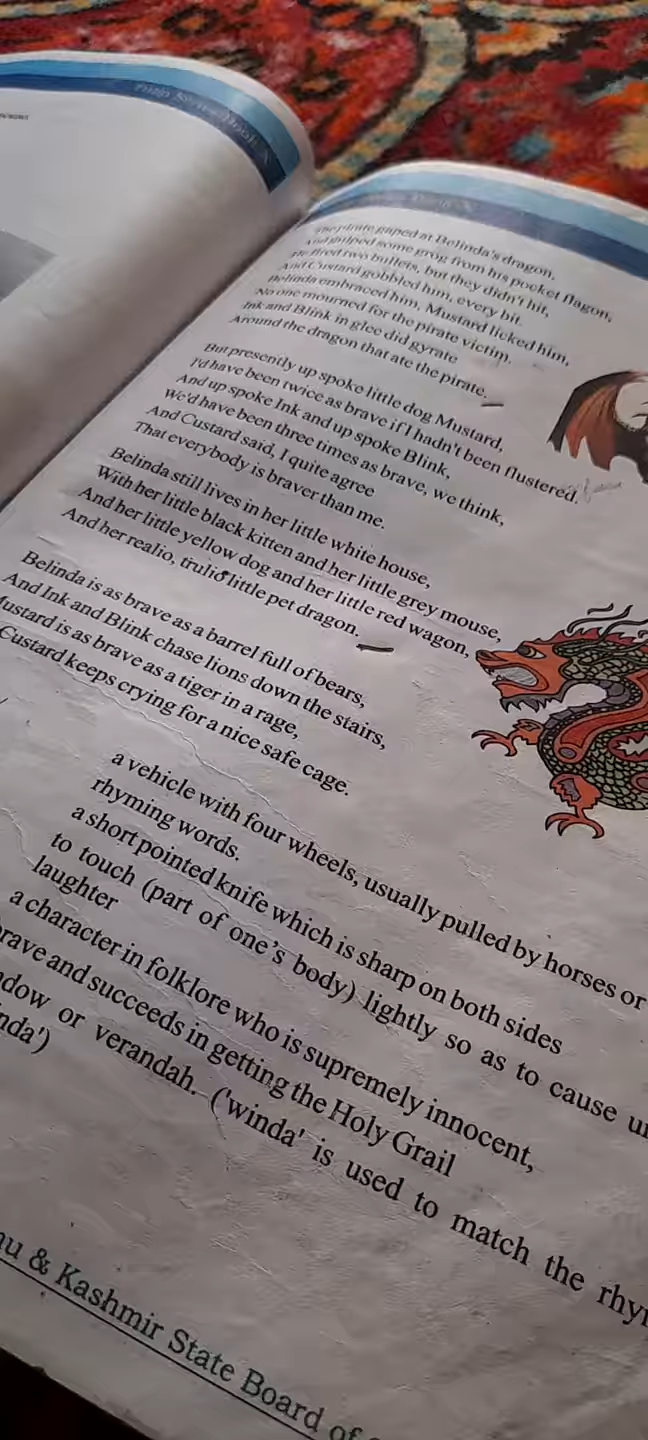 The pirate gaped at Belinda's dragon,
And gulped some grog from his pocket flagon,
He fired two bullets, but they didn't hit,
And Custard gobbled him, every bit.
Belinda embraced him, Mustard licked him,
No one mourned for the pirate victim.
Ink and Blink in glee did gyrate
Around the dragon that ate the pirate.
But presently up spoke little dog Mustard,
I'd have been twice as brave if I hadn't been flustered.
And up spoke Ink and up spoke Blink,
We'd have been three times as brave, we think,
And Custard said, I quite agree
That everybody is braver than me.
Belinda still lives in her little white house,
With her little black kitten and her little grey mouse,
And her little yellow dog and her little red wagon,
And her realio, trulio little pet dragon.
Belinda is as brave as a barrel full of bears,
And Ink and Blink chase lions down the stairs,
Mustard is as brave as a tiger in a rage,
Custard keeps crying for a nice safe cage.
a vehicle with four wheels, usually pulled by horses or
rhyming words.
a short pointed knife which is sharp on both sides
to touch (part of one's body) lightly so as to cause
laughter
a character in folklore who is supremely innocent,
brave and succeeds in getting the Holy Grail
or verandah. ('winda' is used to match the
& Kashmir State Board of